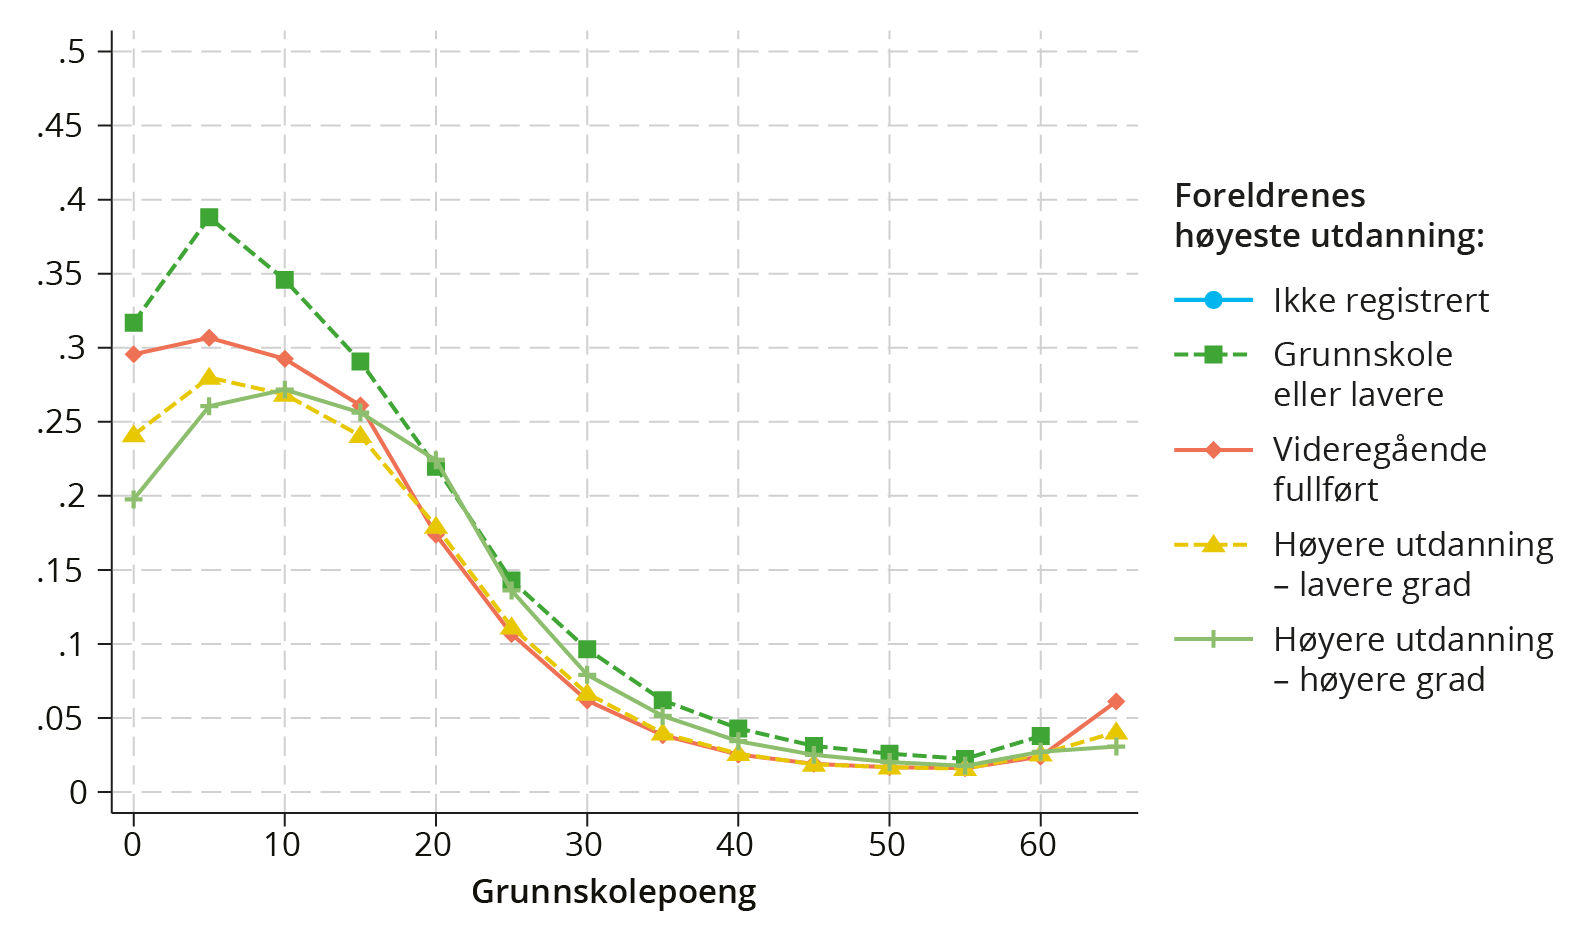 .5
.45
.4
.35
.3
.25
.2
.15
.1
.05
0
0 10 20 30 40 50 60
Grunnskolepoeng
Foreldrenes
høyeste utdanning:
Ikke registrert
Grunnskole
eller lavere
Videregående
fullført
Høyere utdanning
– lavere grad
Høyere utdanning
– høyere grad